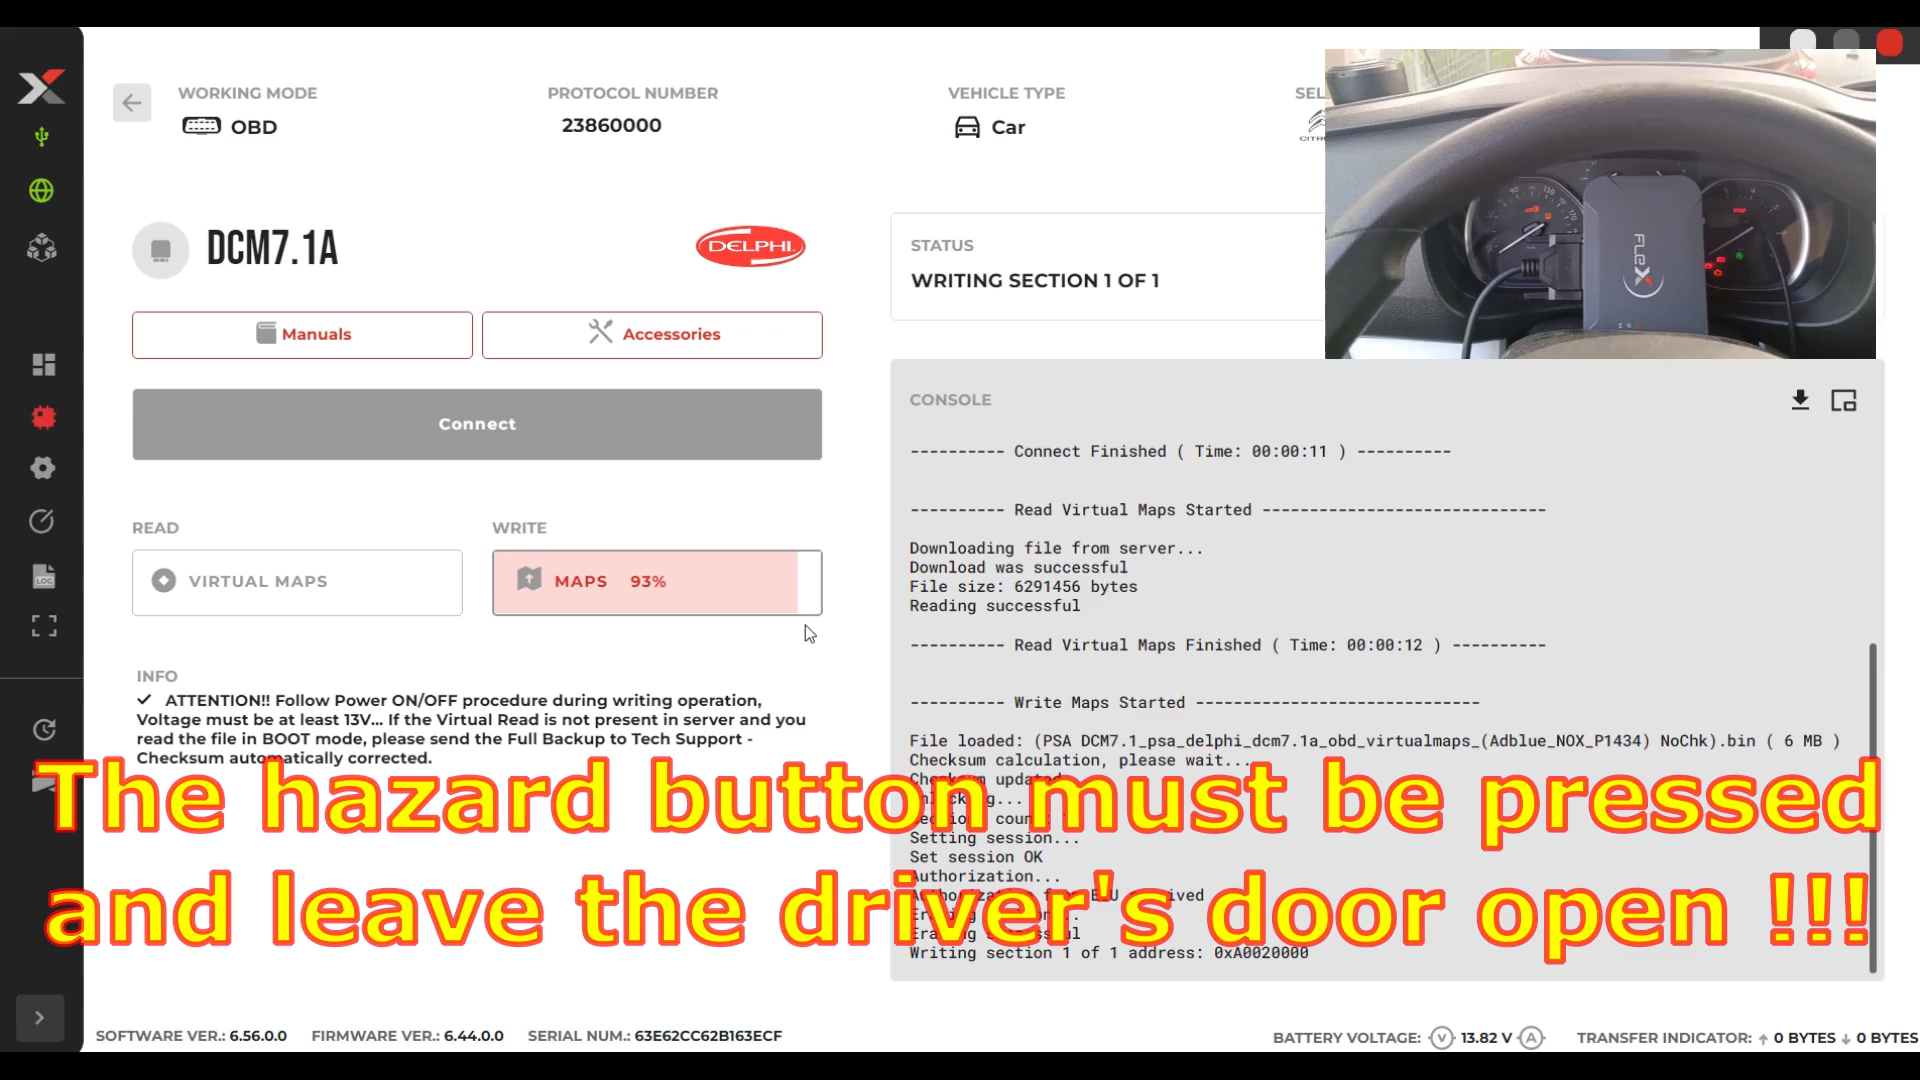 WORKING MODE
OBD
PROTOCOL NUMBER
23860000
VEHICLE TYPE
Car
SEL
DCM7.1A
DELPHI
Manuals
Accessories
Connect
READ
VIRTUAL MAPS
WRITE
MAPS 93%
INFO
ATTENTION!! Follow Power ON/OFF procedure during writing operation,
Voltage must be at least 13V... If the Virtual Read is not present in server and you
read the file in BOOT mode, please send the Full Backup to Tech Support -
Checksum automatically corrected.
STATUS
WRITING SECTION 1 OF 1
FLEX
CONSOLE
---------- Connect Finished ( Time: 00:00:11 ) ----------
---------- Read Virtual Maps Started ------------------------------
Downloading file from server...
Download was successful
File size: 6291456 bytes
Reading successful
---------- Read Virtual Maps Finished ( Time: 00:00:12 ) ----------
---------- Write Maps Started ------------------------------
File loaded: (PSA DCM7.1_psa_delphi_dcm7.1a_obd_virtualmaps_(Adblue_NOX_P1434) NoChk).bin ( 6 MB )
Checksum calculation, please wait...
Checksum updated
Setting session...
Set session OK
Authorization...
Writing section 1 of 1 address: 0xA0020000
The hazard button must be pressed
and leave the driver's door open !!!
LOG
SOFTWARE VER.: 6.56.0.0
FIRMWARE VER.: 6.44.0.0
SERIAL NUM.: 63E62CC62B163ECF
BATTERY VOLTAGE: V 13.82 V A
TRANSFER INDICATOR: ↑ 0 BYTES ↓ 0 BYTES